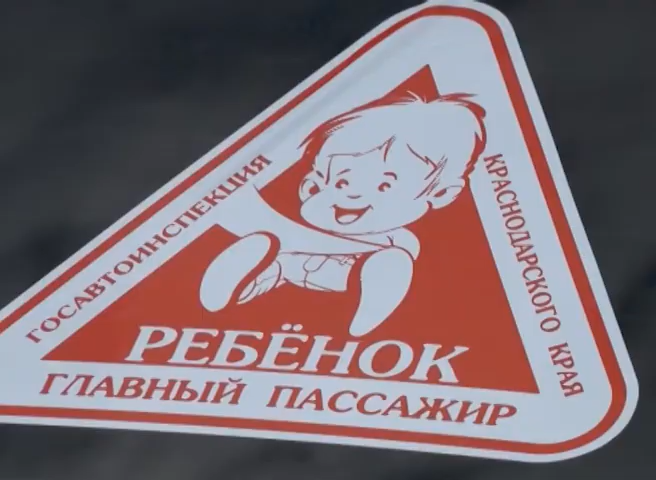 ГОСАВТОИНСПЕКЦИЯ
КРАСНОДАРСКОГО КРАЯ
РЕБЁНОК
ГЛАВНЫЙ ПАССАЖИР